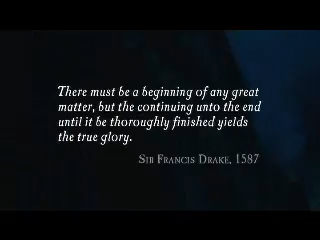 There must be a beginning of any great
matter, but the continuing unto the end
until it be thoroughly finished yields
the true glory.
Sir Francis Drake, 1587